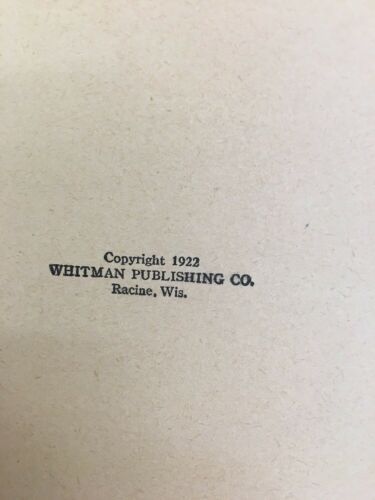 Copyright 1922
WHITMAN PUBLISHING CO.
Racine, Wis.